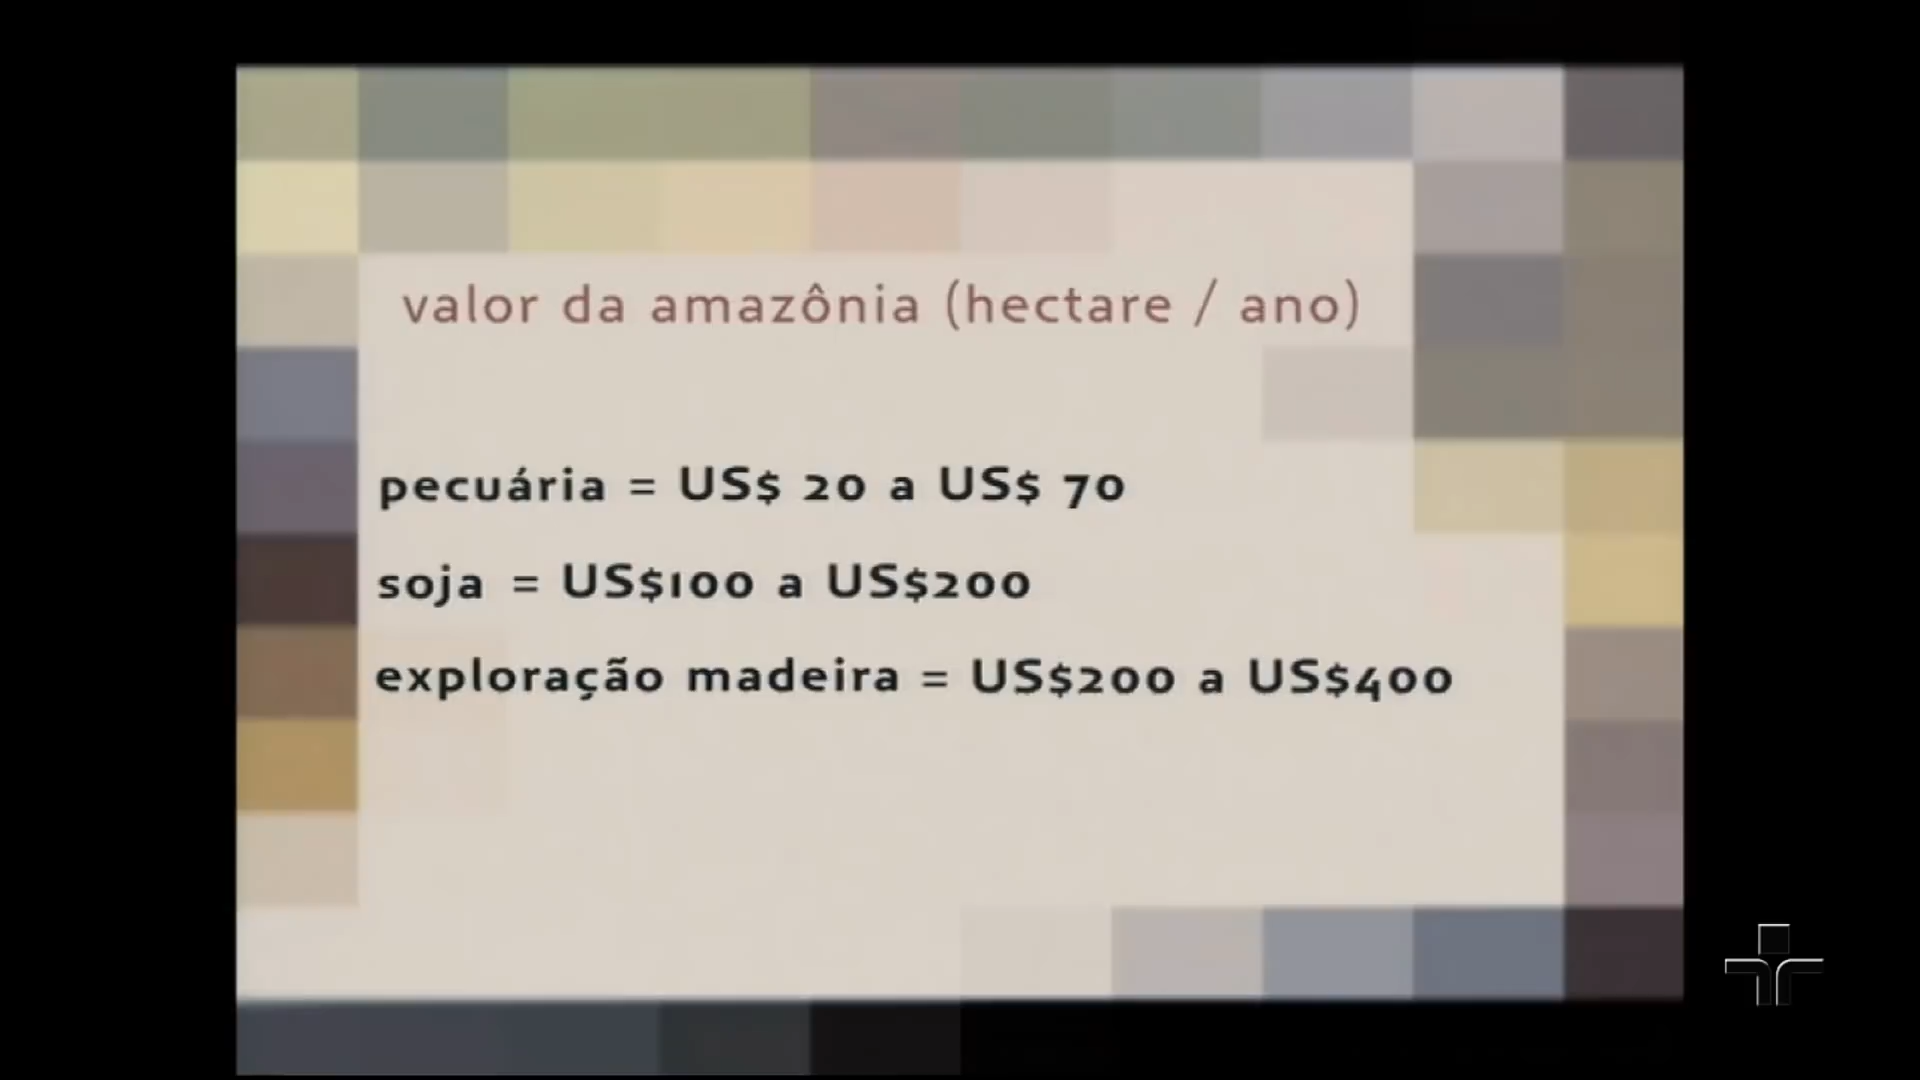 valor da amazônia (hectare / ano)
pecuária = US$ 20 a US$ 70
soja = US$100 a US$200
exploração madeira = US$200 a US$400